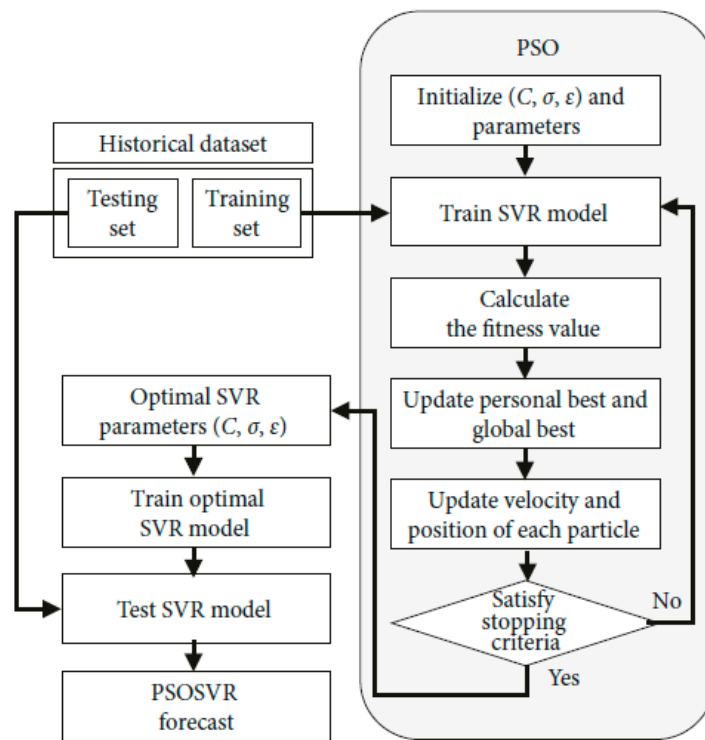 PSO
Initialize (C, σ, ε) and
parameters
Historical dataset
Testing
set
Training
set
Train SVR model
Calculate
the fitness value
Optimal SVR
parameters (C, σ, ε)
Update personal best and
global best
Train optimal
SVR model
Update velocity and
position of each particle
Test SVR model
Satisfy
stopping
criteria
No
Yes
PSOSVR
forecast